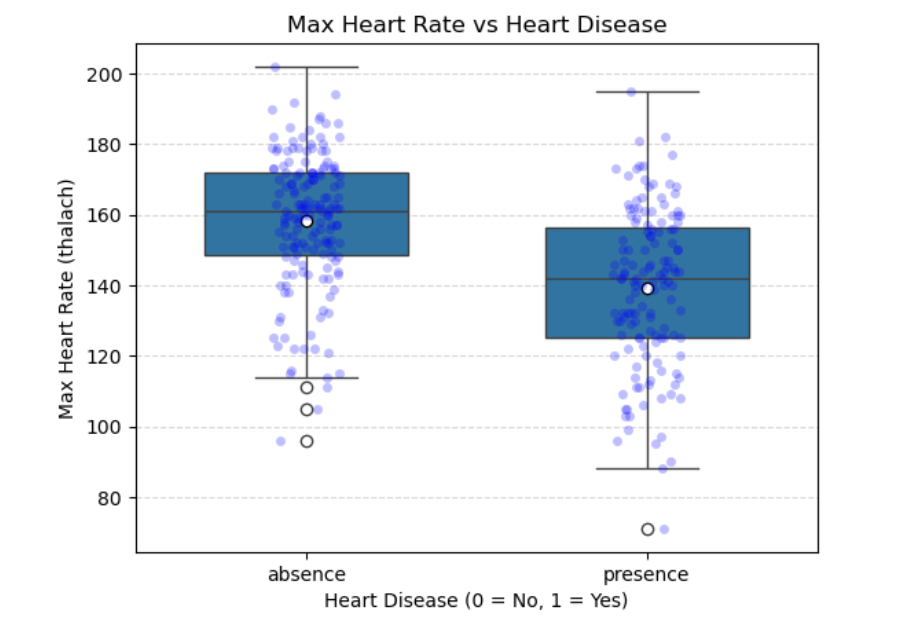 Max Heart Rate vs Heart Disease
Max Heart Rate (thalach)
200
180
160
140
120
100
80
absence presence
Heart Disease (0 = No, 1 = Yes)